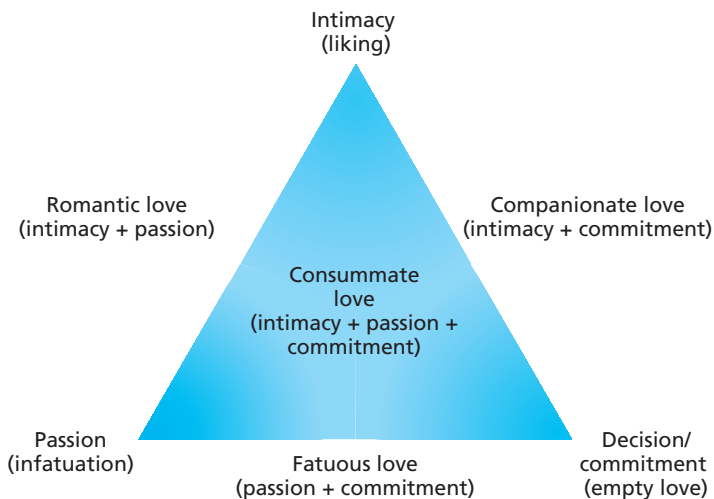 Intimacy
(liking)
Romantic love
(intimacy + passion)
Companionate love
(intimacy + commitment)
Consummate
love
(intimacy + passion +
commitment)
Passion
(infatuation)
Fatuous love
(passion + commitment)
Decision/
commitment
(empty love)